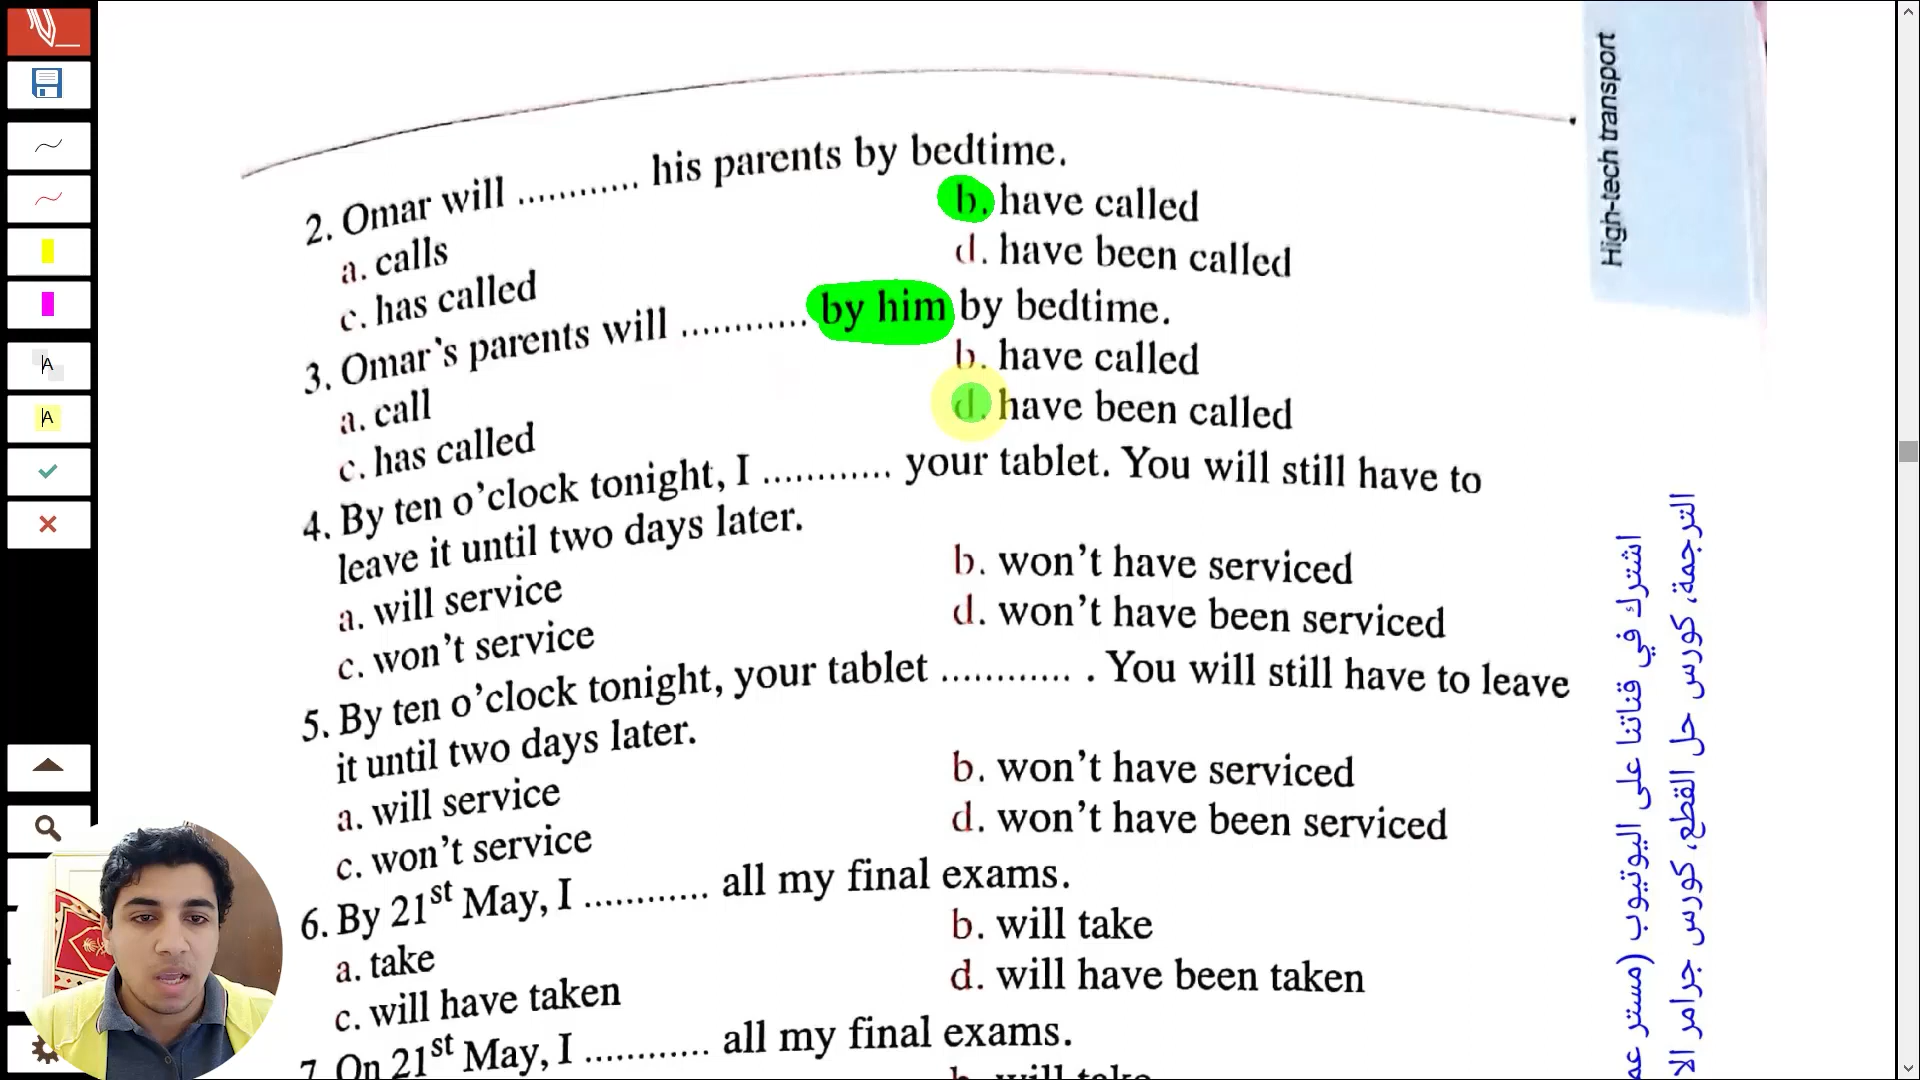 High-tech transport
2. Omar will ............ his parents by bedtime.
a. calls
b. have called
c. has called
d. have been called
3. Omar's parents will ............ by him by bedtime.
a. call
b. have called
c. has called
d. have been called
4. By ten o'clock tonight, I ............ your tablet. You will still have to
leave it until two days later.
a. will service
b. won't have serviced
c. won't service
d. won't have been serviced
5. By ten o'clock tonight, your tablet ............ . You will still have to leave
it until two days later.
a. will service
b. won't have serviced
c. won't service
d. won't have been serviced
6. By 21st May, I ............ all my final exams.
a. take
b. will take
c. will have taken
d. will have been taken
7. On 21st May, I ............ all my final exams.
b. will take
اشترك في قناتنا على اليوتيوب (مستر عم
الترجمة، كورس حل القطع، كورس جرامر الا
A
A